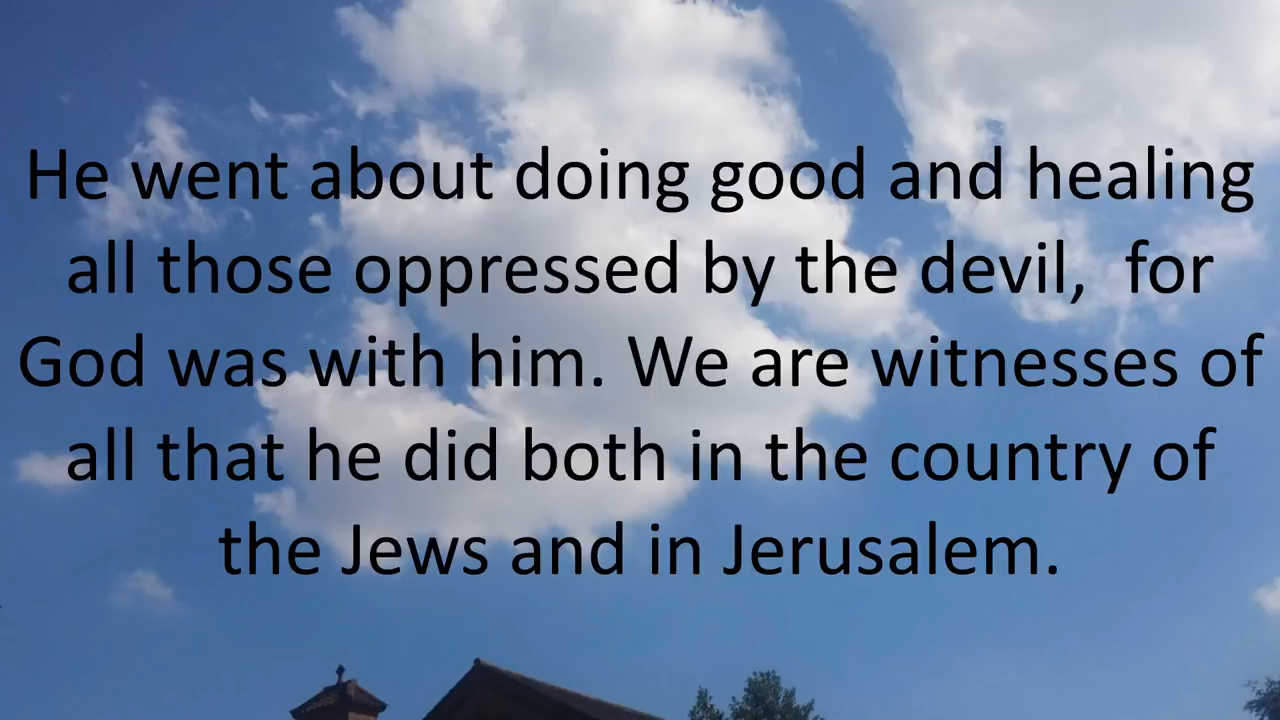 He went about doing good and healing
all those oppressed by the devil,  for
God was with him. We are witnesses of
all that he did both in the country of
the Jews and in Jerusalem.